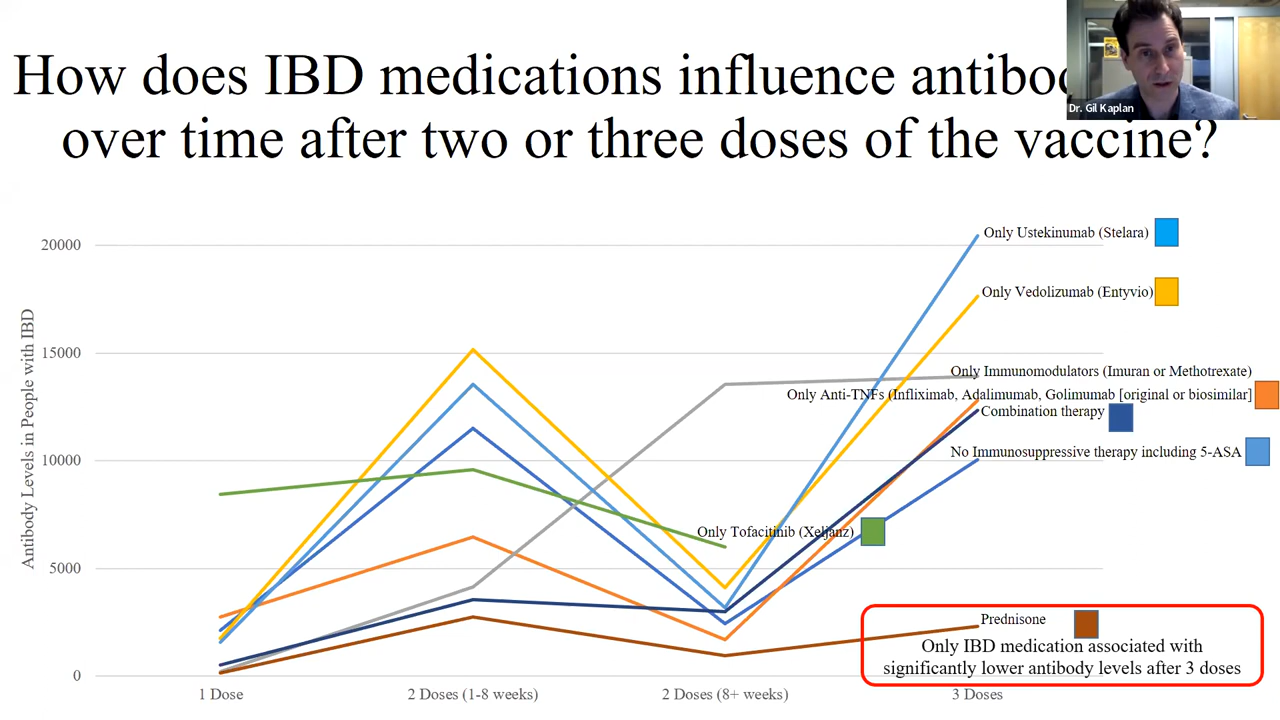 How does IBD medications influence
over time after two or three doses of the vaccine?
Dr. Gil Kaplan
Antibody Levels in People with IBD
20000
15000
10000
5000
0
1 Dose
2 Doses (1-8 weeks)
2 Doses (8+ weeks)
3 Doses
Only Ustekinumab (Stelara)
Only Vedolizumab (Entyvio)
Only Immunomodulators (Imuran or Methotrexate)
Only Anti-TNFs (Infliximab, Adalimumab, Golimumab [original or biosimilar]
Combination therapy
No Immunosuppressive therapy including 5-ASA
Only Tofacitinib (Xeljanz)
Prednisone
Only IBD medication associated with
significantly lower antibody levels after 3 doses